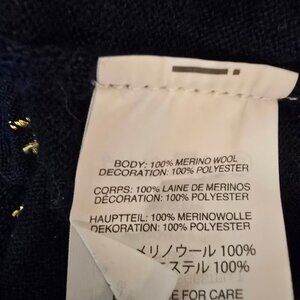 BODY: 100% MERINO WOOL
DECORATION: 100% POLYESTER
CORPS: 100% LAINE DE MERINOS
DÉCORATION: 100% POLYESTER
HAUPTTEIL: 100% MERINOWOLLE
DEKORATION: 100% POLYESTER
メリノウール 100%
ステル 100%
FOR CARE